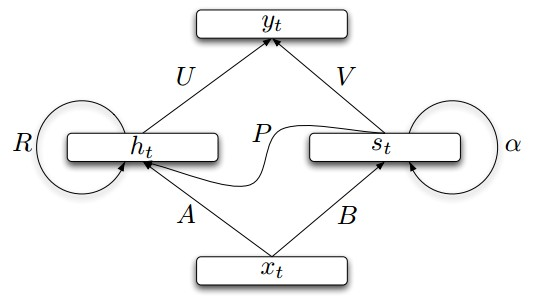 y_t
U V
R h_t P s_t α
A B
x_t